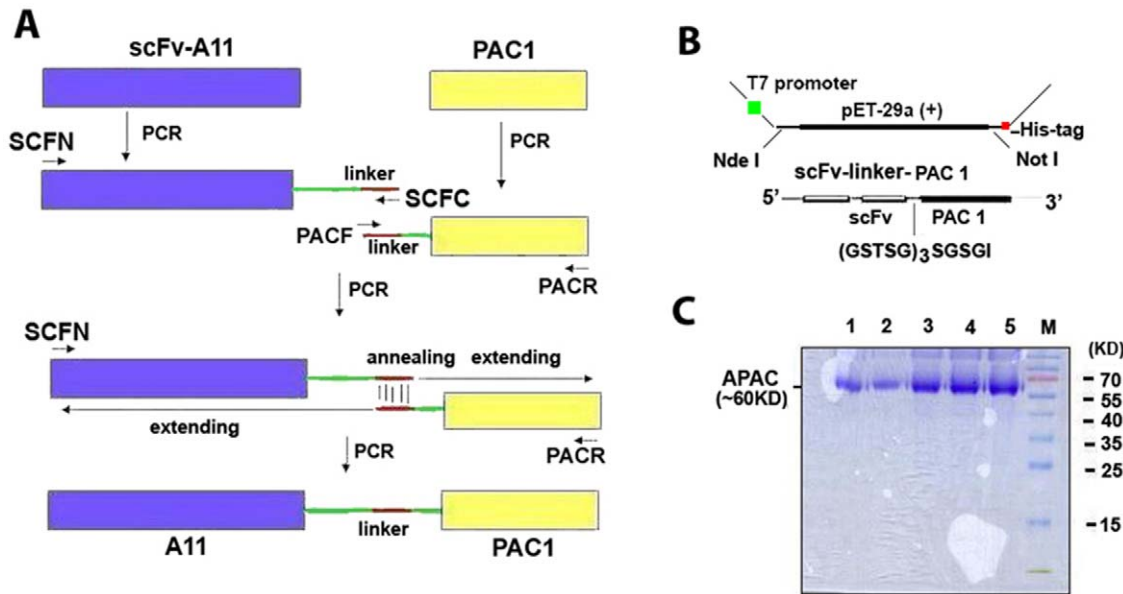 A
scFv-A11
PAC1
PCR
PCR
SCFN
linker
SCFC
PACF
linker
PACR
PCR
SCFN
annealing extending
extending
PACR
PCR
linker
A11
PAC1
B
T7 promoter
pET-29a (+)
His-tag
Nde I
Not I
scFv-linker-PAC 1
5’
3’
scFv
PAC 1
(GSTSG)3SGSGI
C
1 2 3 4 5 M
(KD)
APAC
(~60KD)
70
55
40
35
25
15